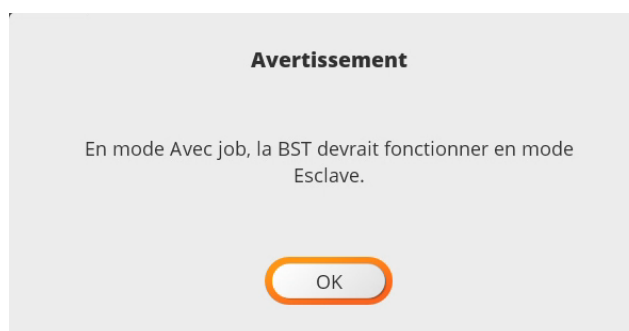 Avertissement
En mode Avec job, la BST devrait fonctionner en mode
Esclave.
OK